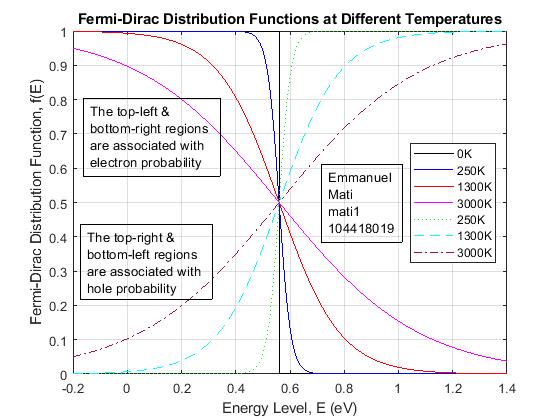 Fermi-Dirac Distribution Functions at Different Temperatures
Fermi-Dirac Distribution Function, f(E)
1
0.9
0.8
0.7
0.6
0.5
0.4
0.3
0.2
0.1
0
The top-left &
bottom-right regions
are associated with
electron probability
The top-right &
bottom-left regions
are associated with
hole probability
Emmanuel
Mati
mati1
104418019
0K
250K
1300K
3000K
250K
1300K
3000K
-0.2 0 0.2 0.4 0.6 0.8 1 1.2 1.4
Energy Level, E (eV)